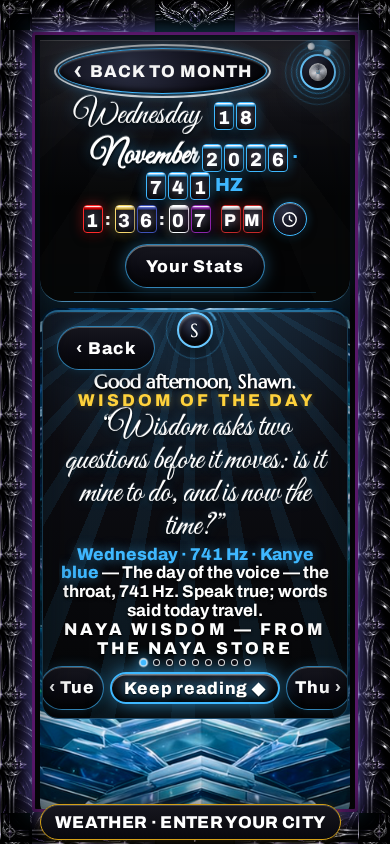 ‹ BACK TO MONTH
Wednesday 18
November 2026 ·
741 HZ
1:36:07 PM
Your Stats
S
‹ Back
Good afternoon, Shawn.
WISDOM OF THE DAY
“Wisdom asks two
questions before it moves: is it
mine to do, and is now the
time?”
Wednesday · 741 Hz · Kanye
blue — The day of the voice — the
throat, 741 Hz. Speak true; words
said today travel.
NAYA WISDOM — FROM
THE NAYA STORE
‹ Tue Keep reading ◆ Thu ›
WEATHER · ENTER YOUR CITY